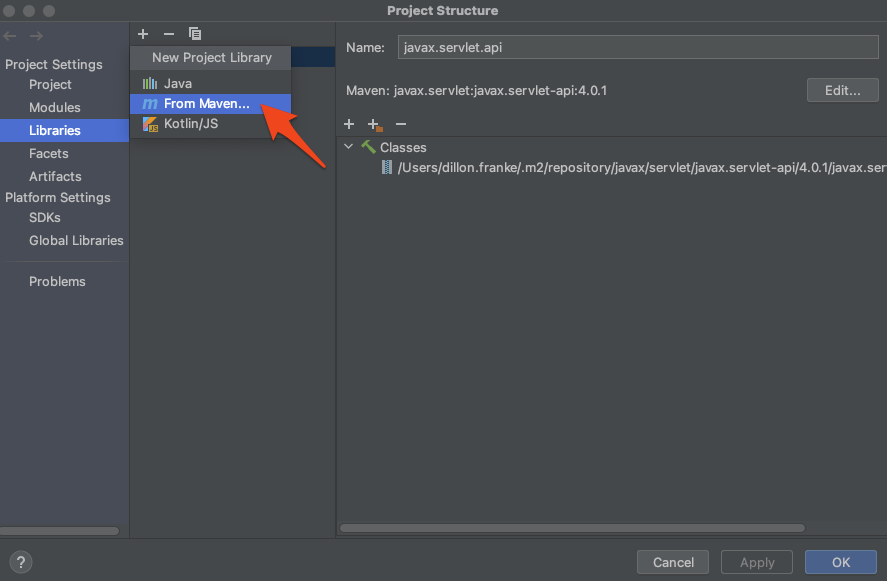 Project Structure
Project Settings
Project
Modules
Libraries
Facets
Artifacts
Platform Settings
SDKs
Global Libraries
Problems
New Project Library
Java
From Maven...
Kotlin/JS
Name: javax.servlet.api
Maven: javax.servlet:javax.servlet-api:4.0.1
Edit...
Classes
/Users/dillon.franke/.m2/repository/javax/servlet/javax.servlet-api/4.0.1/javax.ser
?
Cancel
Apply
OK